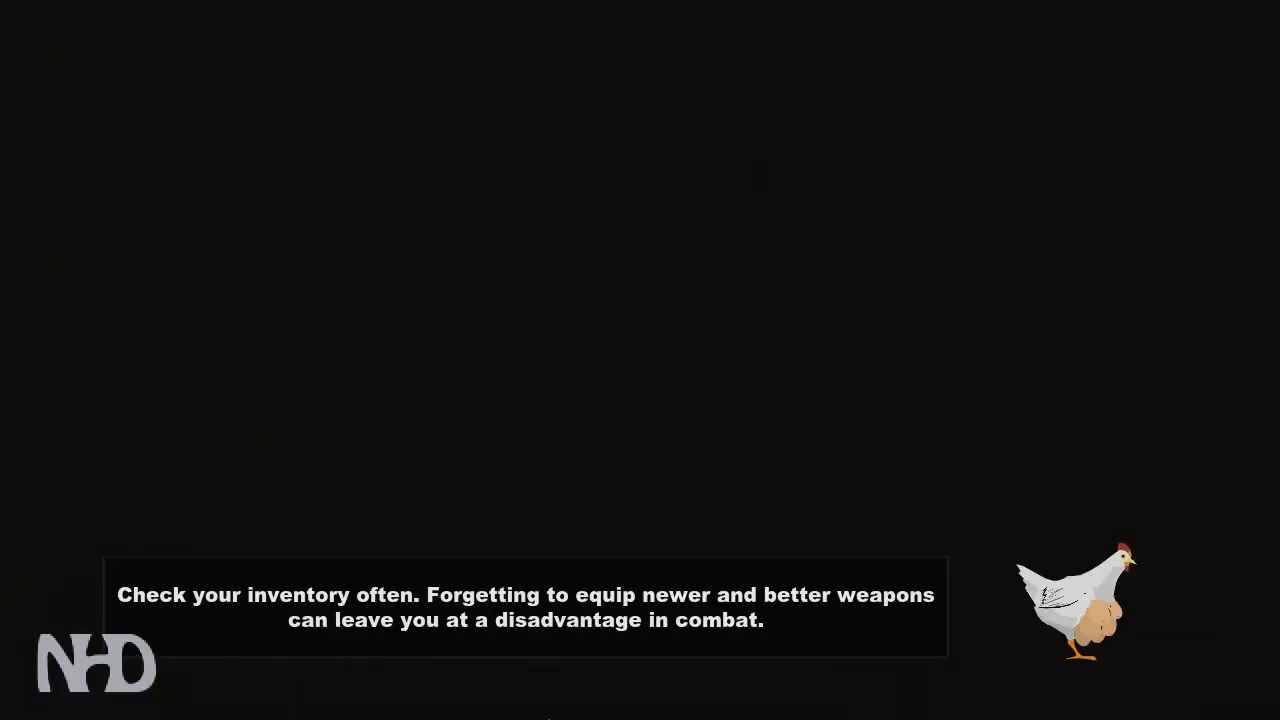 Check your inventory often. Forgetting to equip newer and better weapons
can leave you at a disadvantage in combat.
NHD